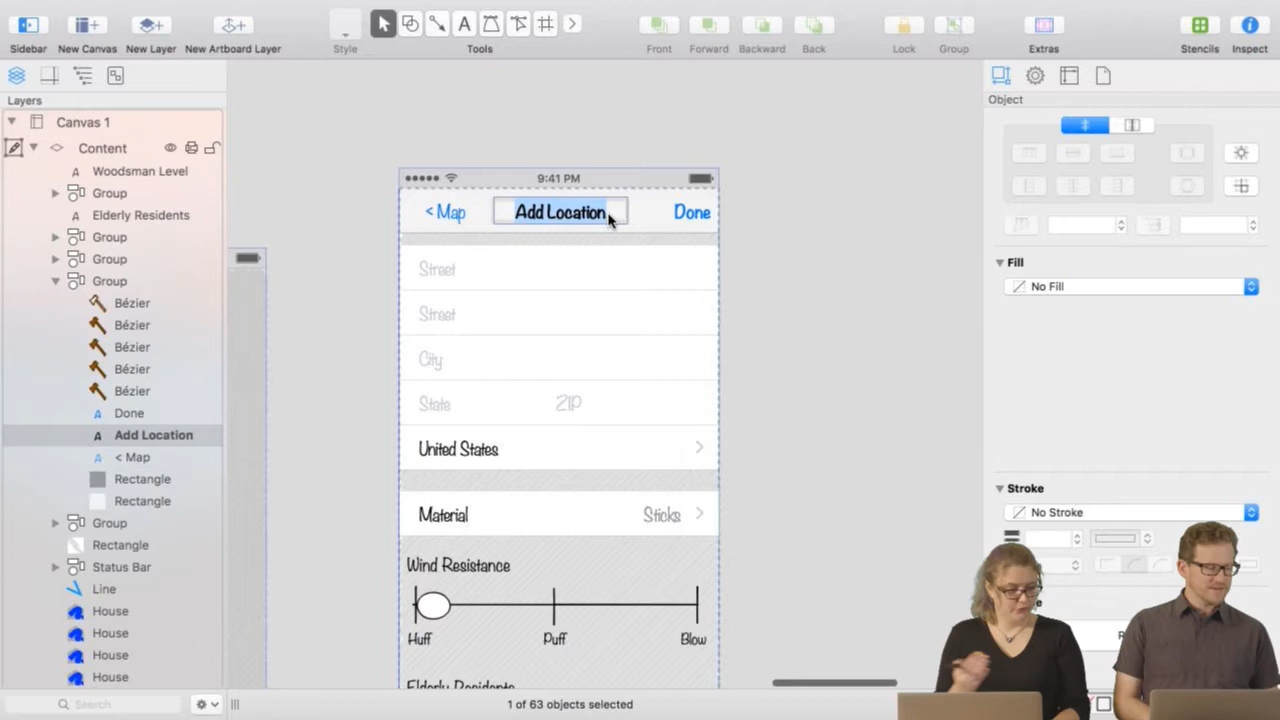 Sidebar New Canvas New Layer New Artboard Layer Style Tools Front Forward Backward Back Lock Group Extras Stencils Inspect
Layers
Canvas 1
Content
Woodsman Level
Group
Elderly Residents
Group
Group
Group
Bézier
Bézier
Bézier
Bézier
Bézier
Done
Add Location
< Map
Rectangle
Rectangle
Group
Rectangle
Status Bar
Line
House
House
House
House
Search
9:41 PM
< Map Add Location Done
Street
Street
City
State ZIP
United States
Material Sticks
Wind Resistance
Huff Puff Blow
Elderly Residents
1 of 63 objects selected
Object
Fill
No Fill
Stroke
No Stroke